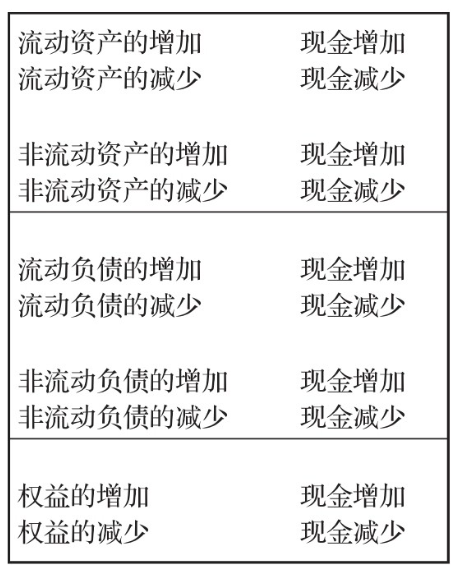 流动资产的增加 现金增加
流动资产的减少 现金减少
非流动资产的增加 现金增加
非流动资产的减少 现金减少
流动负债的增加 现金增加
流动负债的减少 现金减少
非流动负债的增加 现金增加
非流动负债的减少 现金减少
权益的增加 现金增加
权益的减少 现金减少